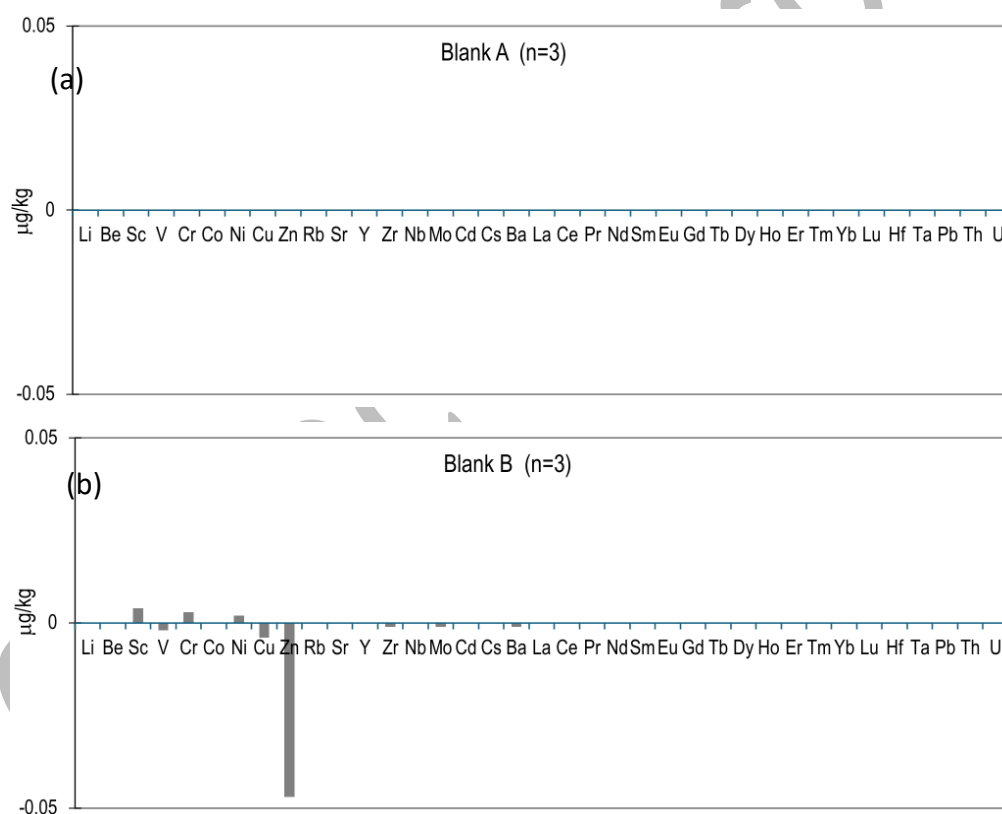 0.05
Blank A (n=3)
(a)
µg/kg
0
Li Be Sc V Cr Co Ni Cu Zn Rb Sr Y Zr Nb Mo Cd Cs Ba La Ce Pr Nd Sm Eu Gd Tb Dy Ho Er Tm Yb Lu Hf Ta Pb Th U
-0.05
0.05
Blank B (n=3)
(b)
µg/kg
0
Li Be Sc V Cr Co Ni Cu Zn Rb Sr Y Zr Nb Mo Cd Cs Ba La Ce Pr Nd Sm Eu Gd Tb Dy Ho Er Tm Yb Lu Hf Ta Pb Th U
-0.05